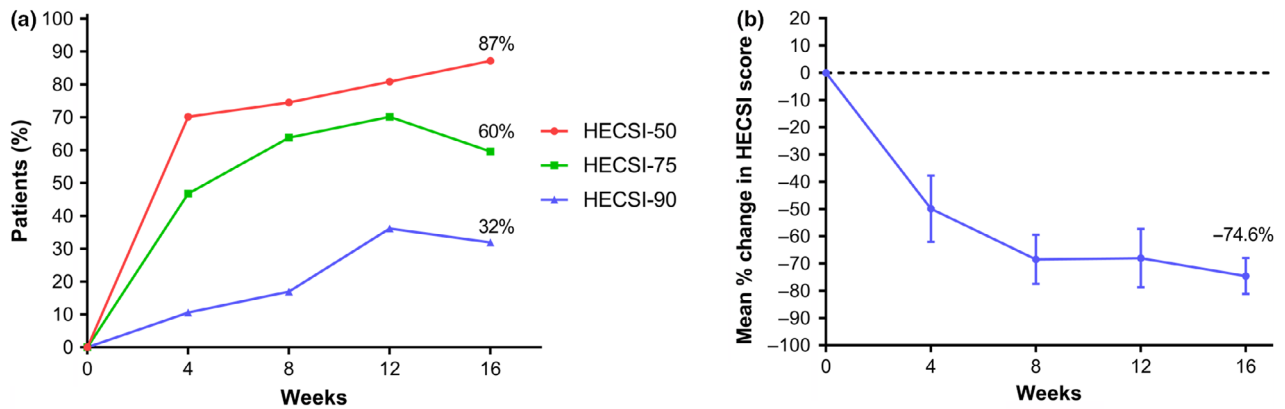 (a)
Patients (%)
100
90
80
70
60
50
40
30
20
10
0
87%
60%
32%
0 4 8 12 16
Weeks
HECSI-50
HECSI-75
HECSI-90
(b)
Mean % change in HECSI score
20
10
0
–10
–20
–30
–40
–50
–60
–70
–80
–90
–100
–74.6%
0 4 8 12 16
Weeks